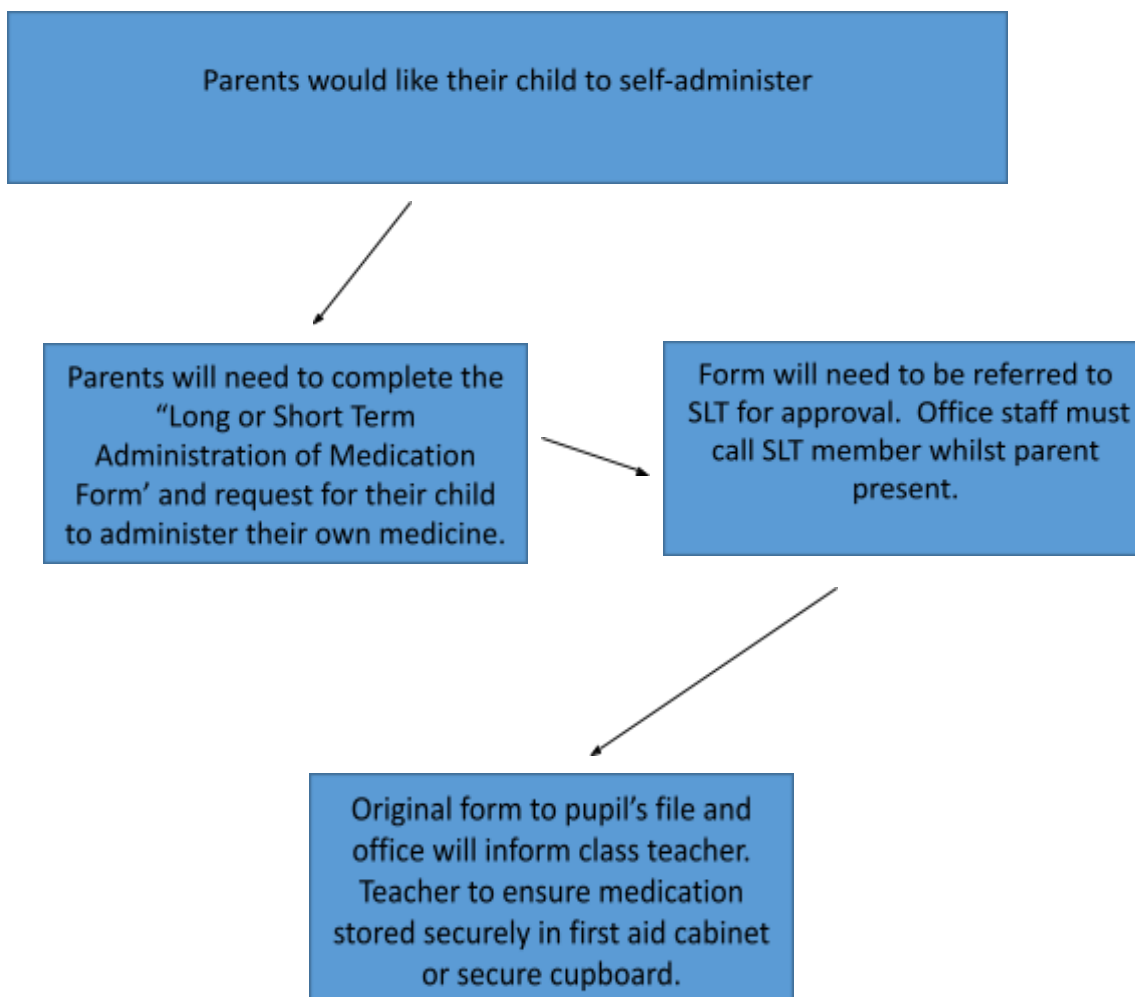 Parents would like their child to self-administer
Parents will need to complete the
“Long or Short Term
Administration of Medication
Form’ and request for their child
to administer their own medicine.
Form will need to be referred to
SLT for approval.  Office staff must
call SLT member whilst parent
present.
Original form to pupil’s file and
office will inform class teacher.
Teacher to ensure medication
stored securely in first aid cabinet
or secure cupboard.